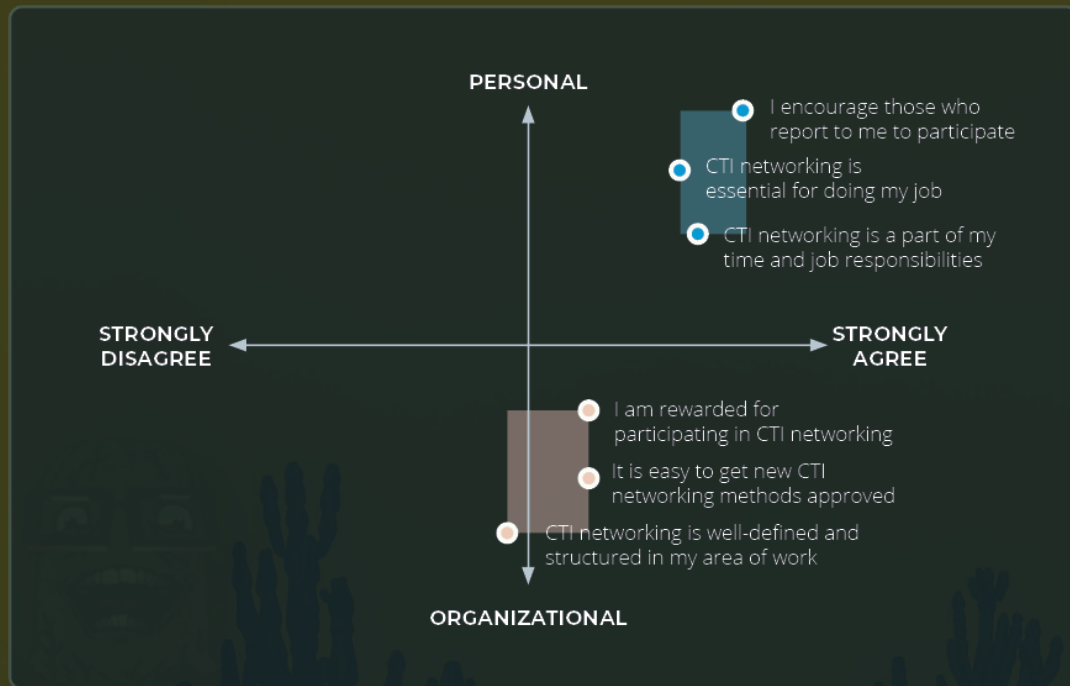 PERSONAL
I encourage those who
report to me to participate
CTI networking is
essential for doing my job
CTI networking is a part of my
time and job responsibilities
STRONGLY
DISAGREE
STRONGLY
AGREE
I am rewarded for
participating in CTI networking
It is easy to get new CTI
networking methods approved
CTI networking is well-defined and
structured in my area of work
ORGANIZATIONAL